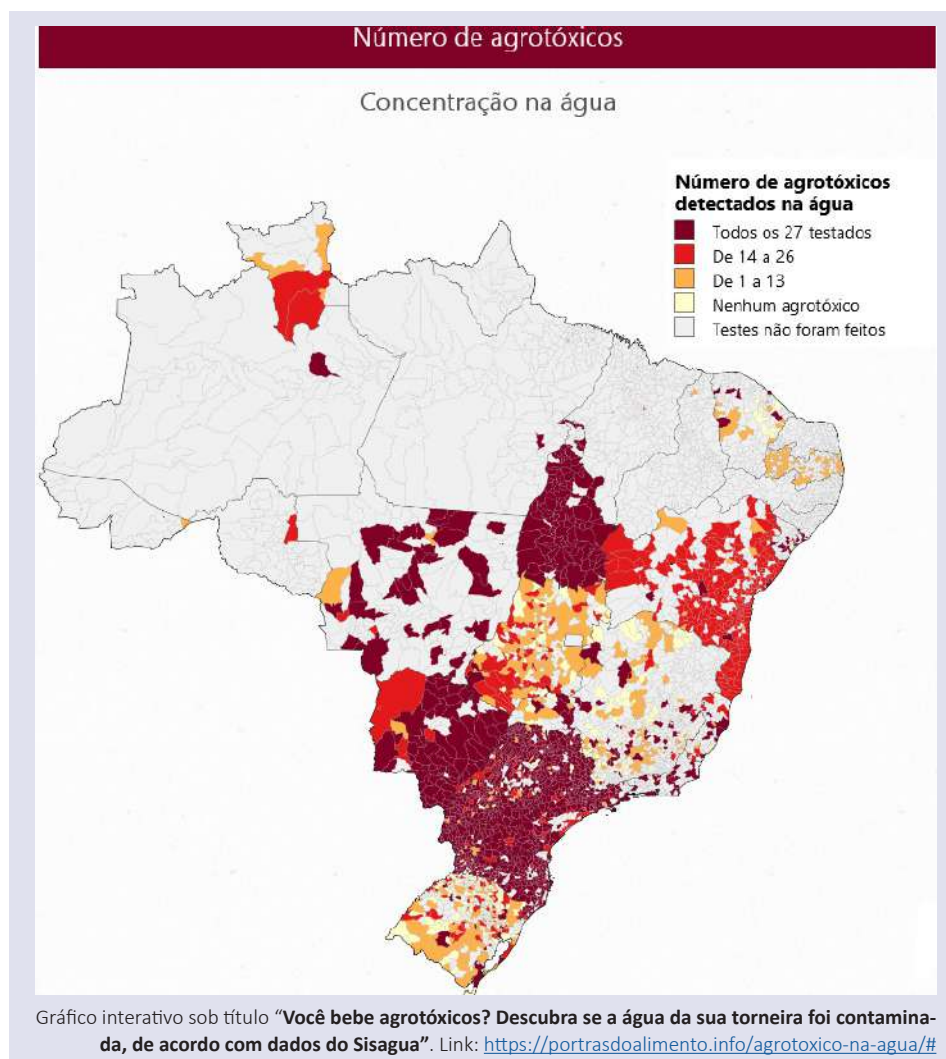 Número de agrotóxicos
Concentração na água
Número de agrotóxicos
detectados na água
Todos os 27 testados
De 14 a 26
De 1 a 13
Nenhum agrotóxico
Testes não foram feitos
Gráfico interativo sob título “Você bebe agrotóxicos? Descubra se a água da sua torneira foi contamina-
da, de acordo com dados do Sisagua”. Link: https://portrasdoalimento.info/agrotoxico-na-agua/#